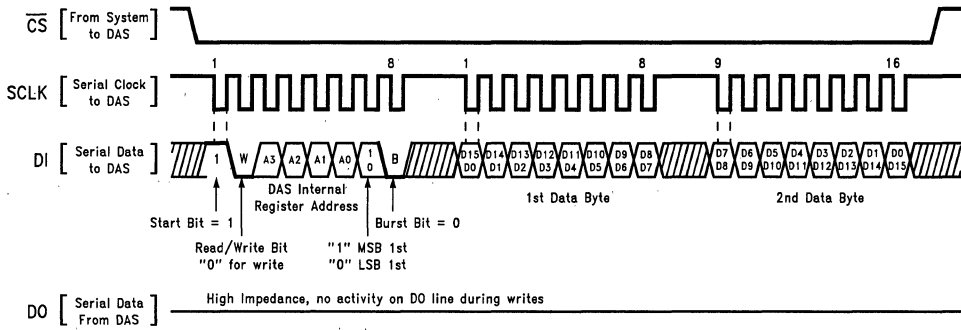 CS [ From System to DAS ]
1 8 1 8 9 16
SCLK [ Serial Clock to DAS ]
DI [ Serial Data to DAS ] 1 W A3 A2 A1 A0 1 0 B D15 D0 D14 D1 D13 D2 D12 D3 D11 D4 D10 D5 D9 D6 D8 D7 D7 D8 D6 D9 D5 D10 D4 D11 D3 D12 D2 D13 D1 D14 D0 D15
DAS Internal
Register Address
1st Data Byte
2nd Data Byte
Start Bit = 1
Burst Bit = 0
Read/Write Bit
"0" for write
"1" MSB 1st
"0" LSB 1st
High Impedance, no activity on DO line during writes
DO [ Serial Data From DAS ]